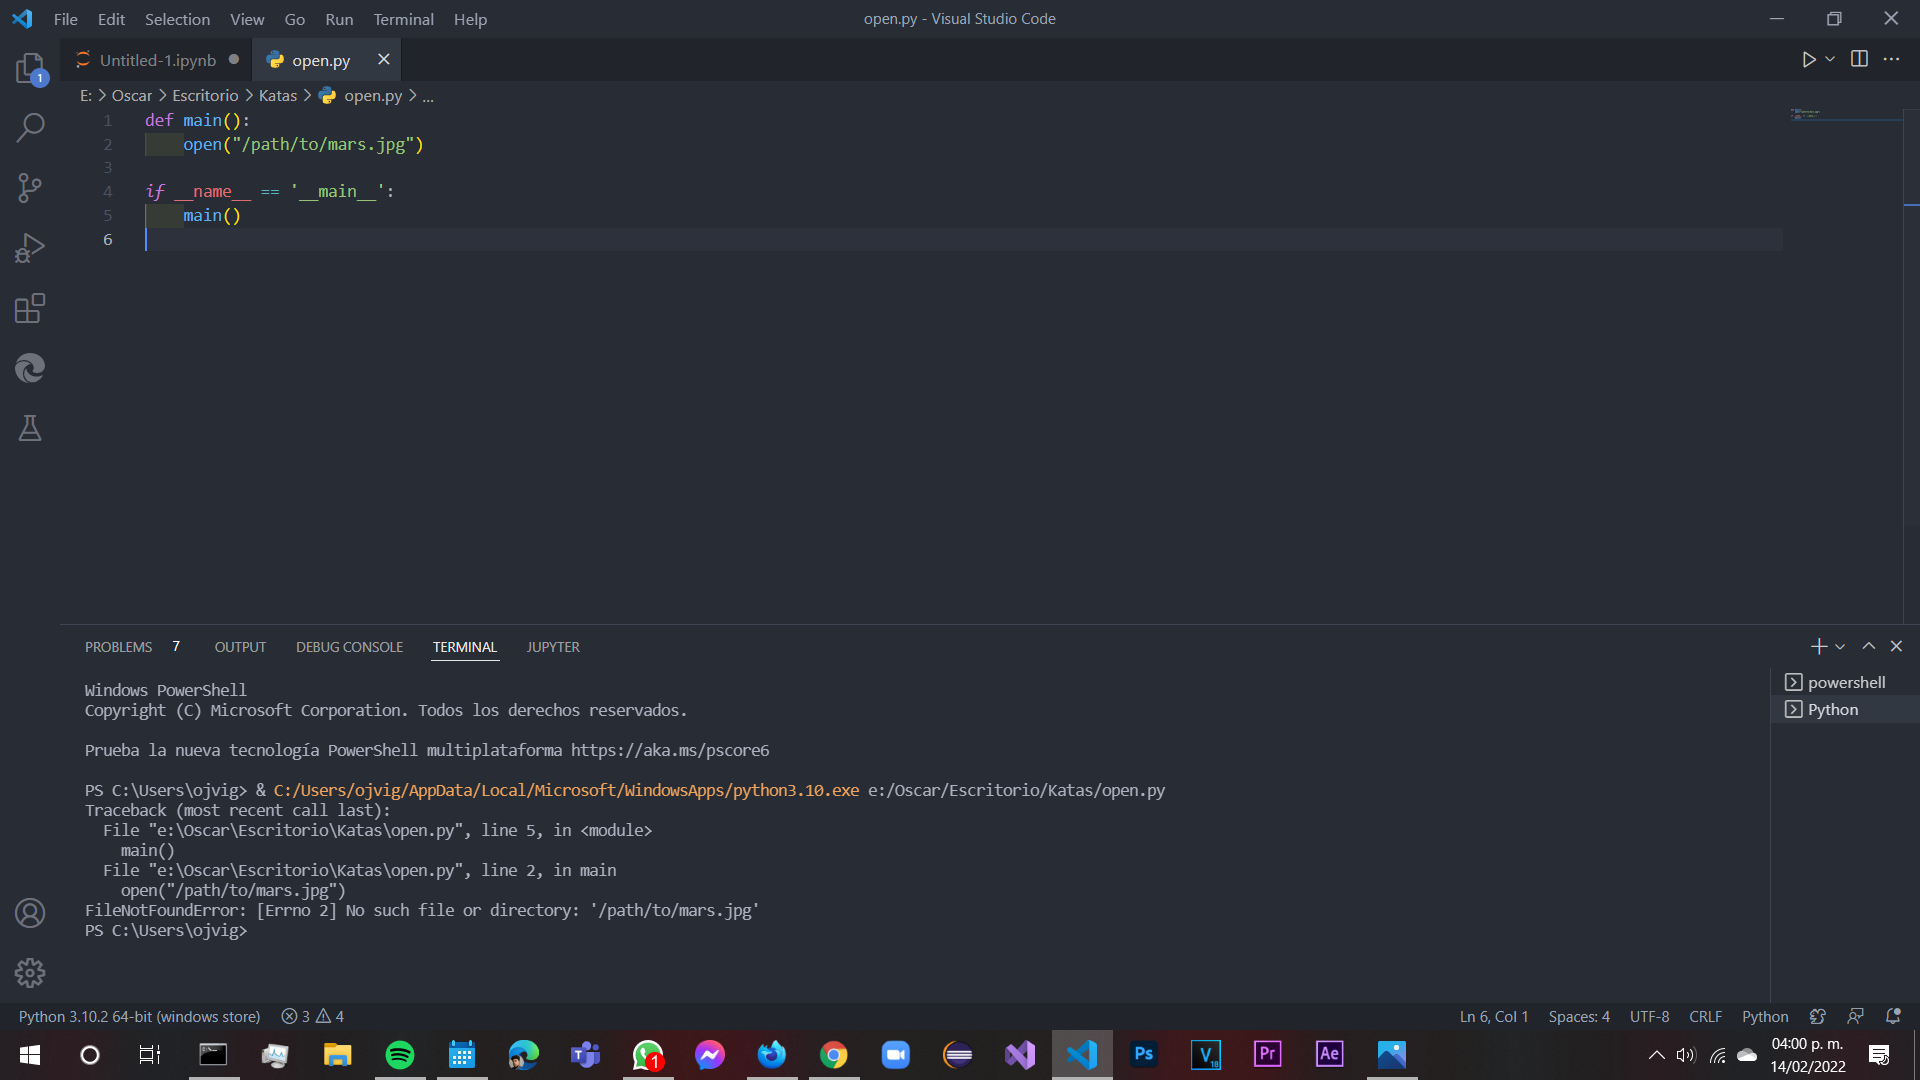 File Edit Selection View Go Run Terminal Help
open.py - Visual Studio Code
Untitled-1.ipynb
open.py
E: > Oscar > Escritorio > Katas > open.py > ...
1 def main():
2 open("/path/to/mars.jpg")
3
4 if __name__ == '__main__':
5 main()
6
1
PROBLEMS 7 OUTPUT DEBUG CONSOLE TERMINAL JUPYTER
Windows PowerShell
Copyright (C) Microsoft Corporation. Todos los derechos reservados.
Prueba la nueva tecnología PowerShell multiplataforma https://aka.ms/pscore6
PS C:\Users\ojvig> & C:/Users/ojvig/AppData/Local/Microsoft/WindowsApps/python3.10.exe e:/Oscar/Escritorio/Katas/open.py
Traceback (most recent call last):
File "e:\Oscar\Escritorio\Katas\open.py", line 5, in <module>
main()
File "e:\Oscar\Escritorio\Katas\open.py", line 2, in main
open("/path/to/mars.jpg")
FileNotFoundError: [Errno 2] No such file or directory: '/path/to/mars.jpg'
PS C:\Users\ojvig>
powershell
Python
Python 3.10.2 64-bit (windows store) 3 4
Ln 6, Col 1 Spaces: 4 UTF-8 CRLF Python
1
Ps
V
18
Pr
Ae
04:00 p. m.
14/02/2022